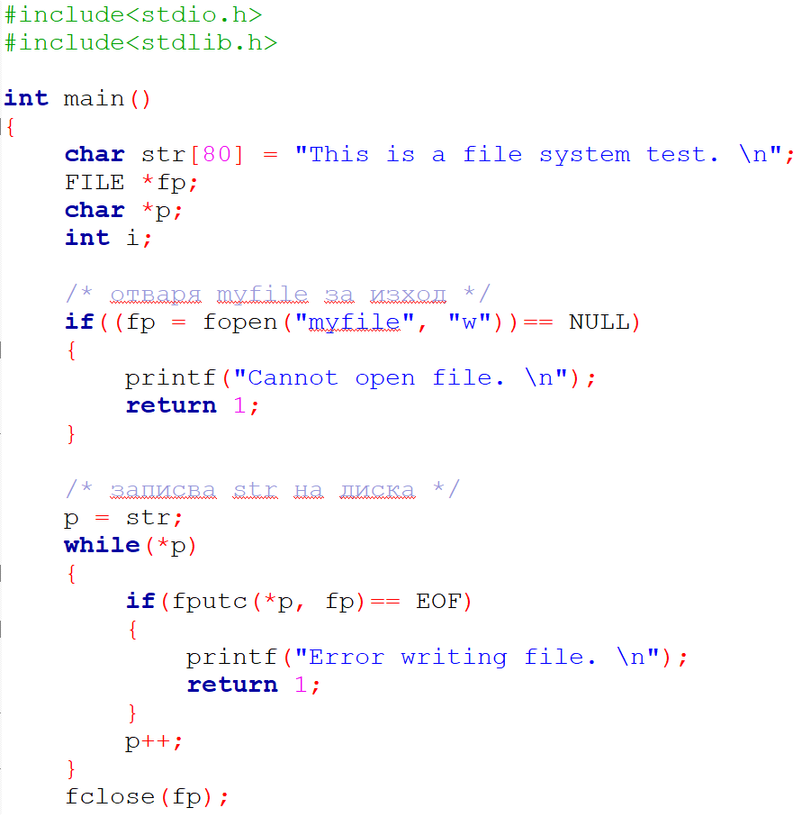 #include<stdio.h>
#include<stdlib.h>
int main()
{
char str[80] = "This is a file system test. \n";
FILE *fp;
char *p;
int i;
/* отваря myfile за изход */
if((fp = fopen("myfile", "w"))== NULL)
{
printf("Cannot open file. \n");
return 1;
}
/* записва str на диска */
p = str;
while(*p)
{
if(fputc(*p, fp)== EOF)
{
printf("Error writing file. \n");
return 1;
}
p++;
}
fclose(fp);